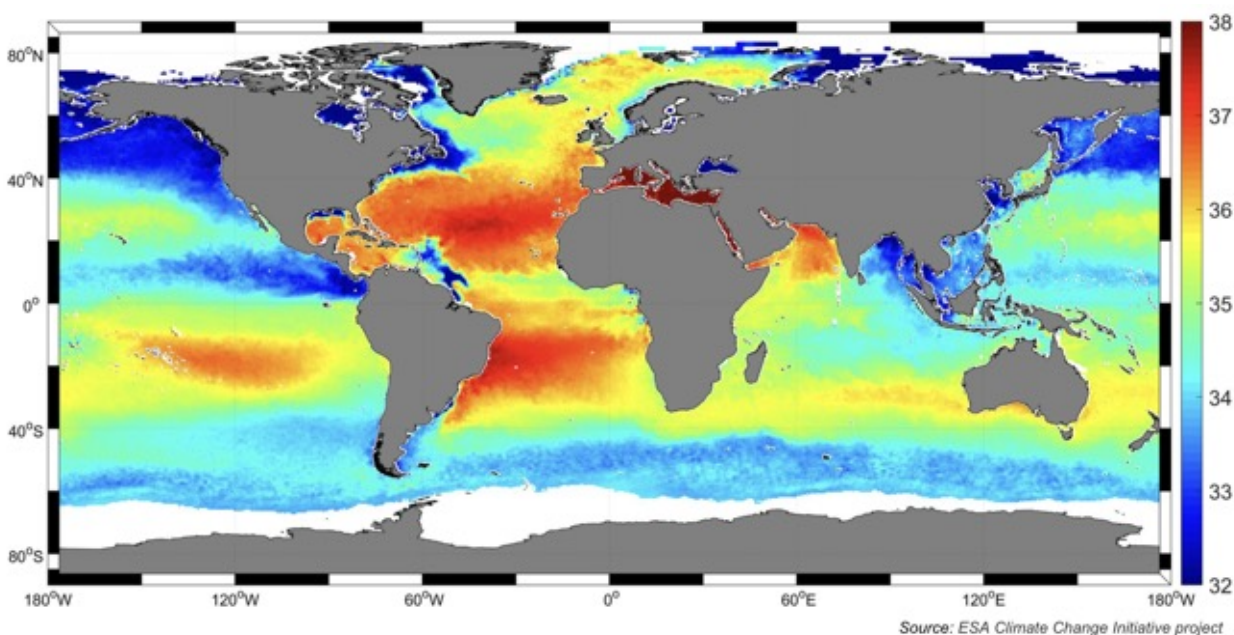 80°N
40°N
0°
40°S
80°S
180°W
120°W
60°W
0°
60°E
120°E
180°W
38
37
36
35
34
33
32
Source: ESA Climate Change Initiative project